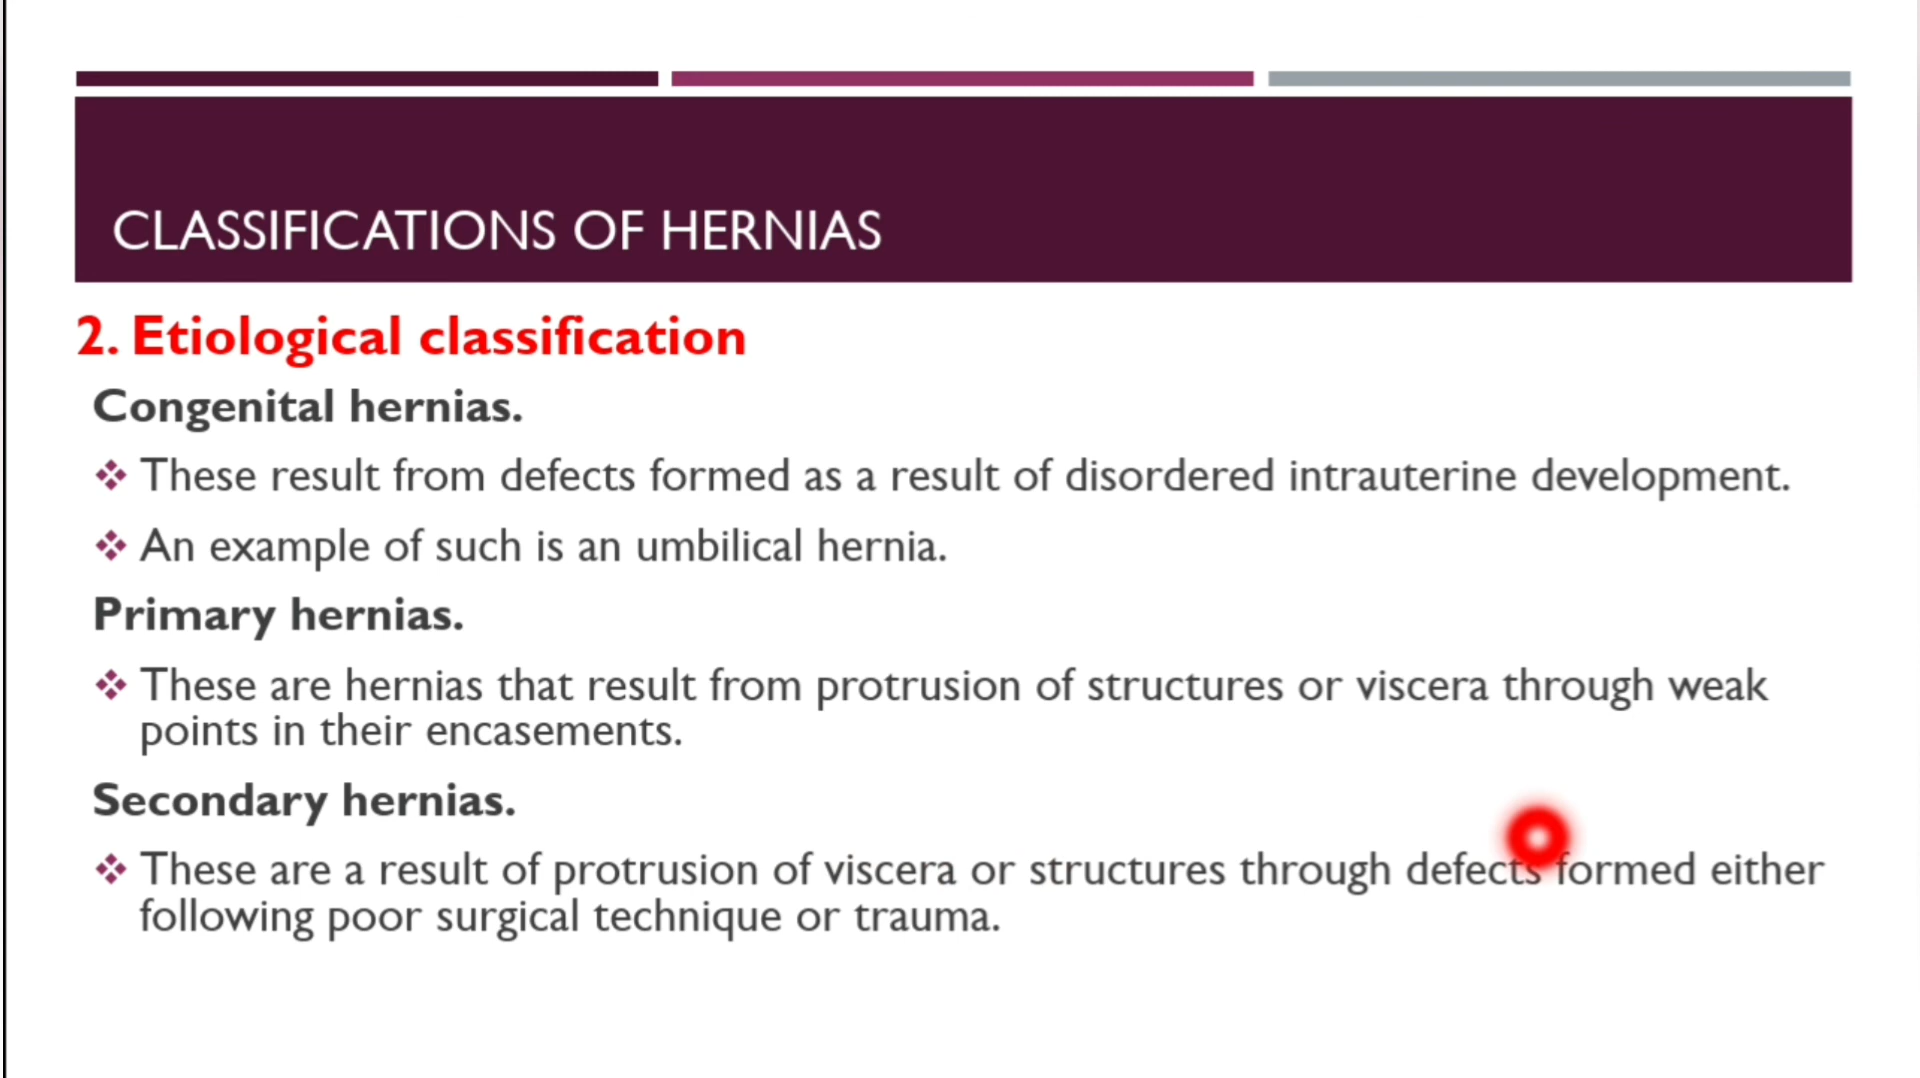 CLASSIFICATIONS OF HERNIAS
2. Etiological classification
Congenital hernias.
These result from defects formed as a result of disordered intrauterine development.
An example of such is an umbilical hernia.
Primary hernias.
These are hernias that result from protrusion of structures or viscera through weak
points in their encasements.
Secondary hernias.
These are a result of protrusion of viscera or structures through defects formed either
following poor surgical technique or trauma.